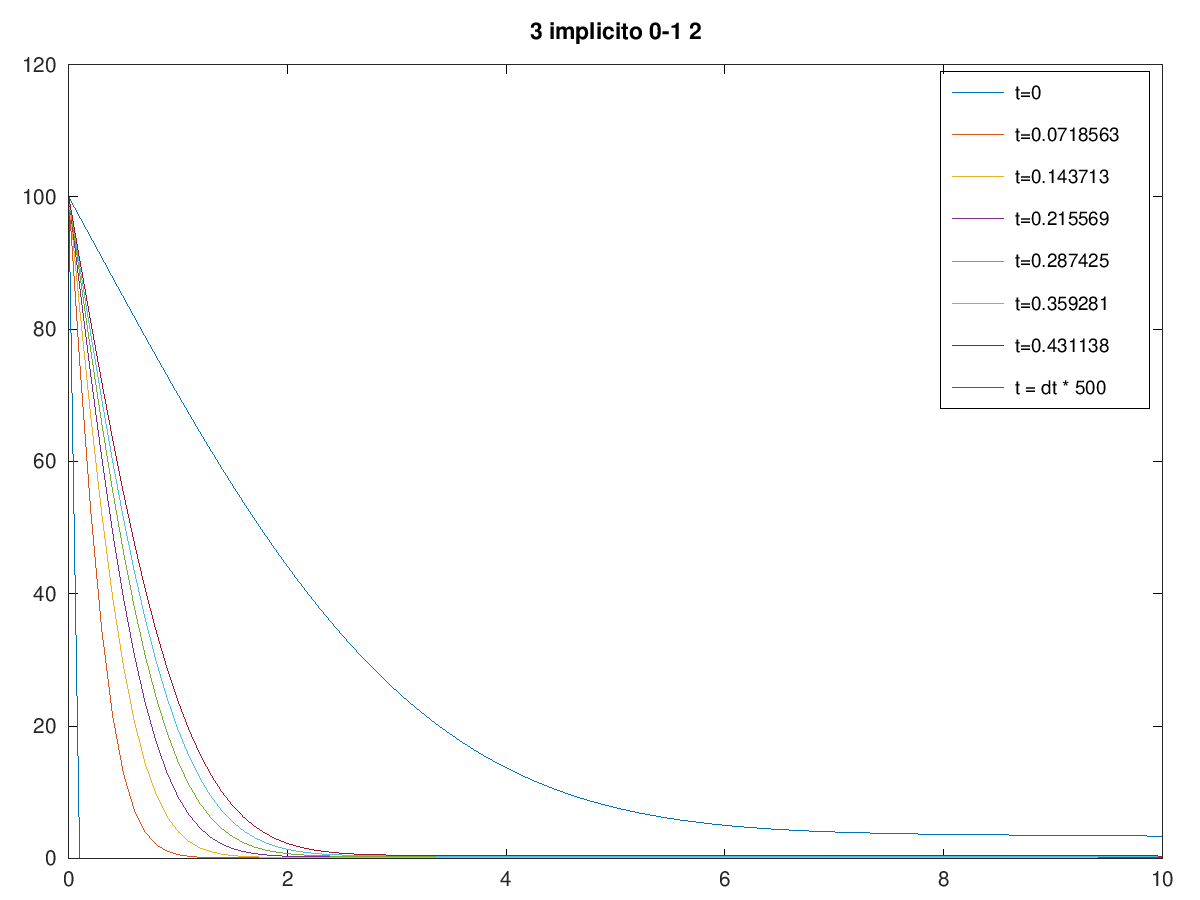 3 implicito 0-1 2
120
100
80
60
40
20
0
0 2 4 6 8 10
t=0
t=0.0718563
t=0.143713
t=0.215569
t=0.287425
t=0.359281
t=0.431138
t = dt * 500